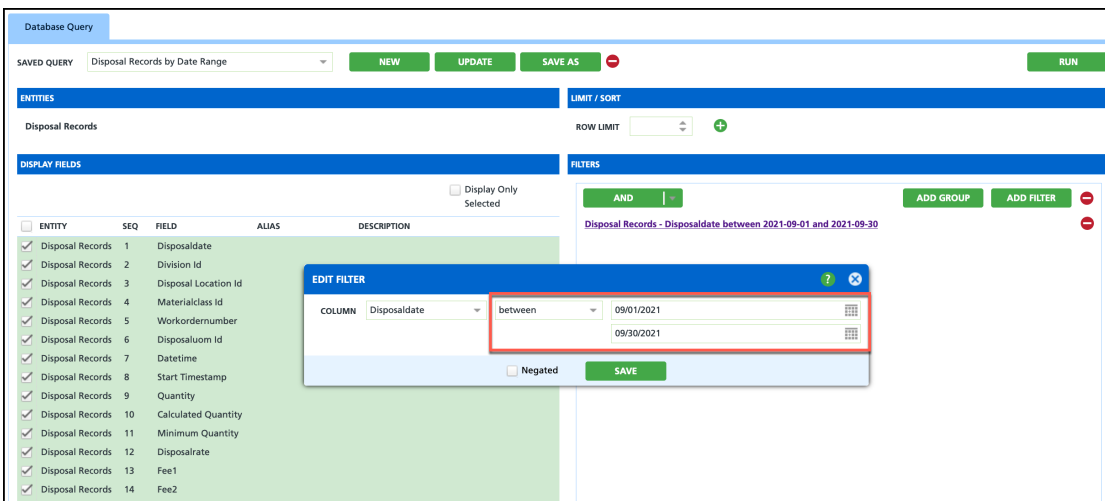 Database Query
SAVED QUERY Disposal Records by Date Range NEW UPDATE SAVE AS RUN
ENTITIES LIMIT / SORT
Disposal Records ROW LIMIT
DISPLAY FIELDS FILTERS
Display Only
Selected
AND ADD GROUP ADD FILTER
ENTITY SEQ FIELD ALIAS DESCRIPTION
Disposal Records - Disposaldate between 2021-09-01 and 2021-09-30
Disposal Records 1 Disposaldate
Disposal Records 2 Division Id
Disposal Records 3 Disposal Location Id
Disposal Records 4 Materialclass Id
Disposal Records 5 Workordernumber
Disposal Records 6 Disposaluom Id
Disposal Records 7 Datetime
Disposal Records 8 Start Timestamp
Disposal Records 9 Quantity
Disposal Records 10 Calculated Quantity
Disposal Records 11 Minimum Quantity
Disposal Records 12 Disposalrate
Disposal Records 13 Fee1
Disposal Records 14 Fee2
EDIT FILTER ?
COLUMN Disposaldate between 09/01/2021
09/30/2021
Negated SAVE